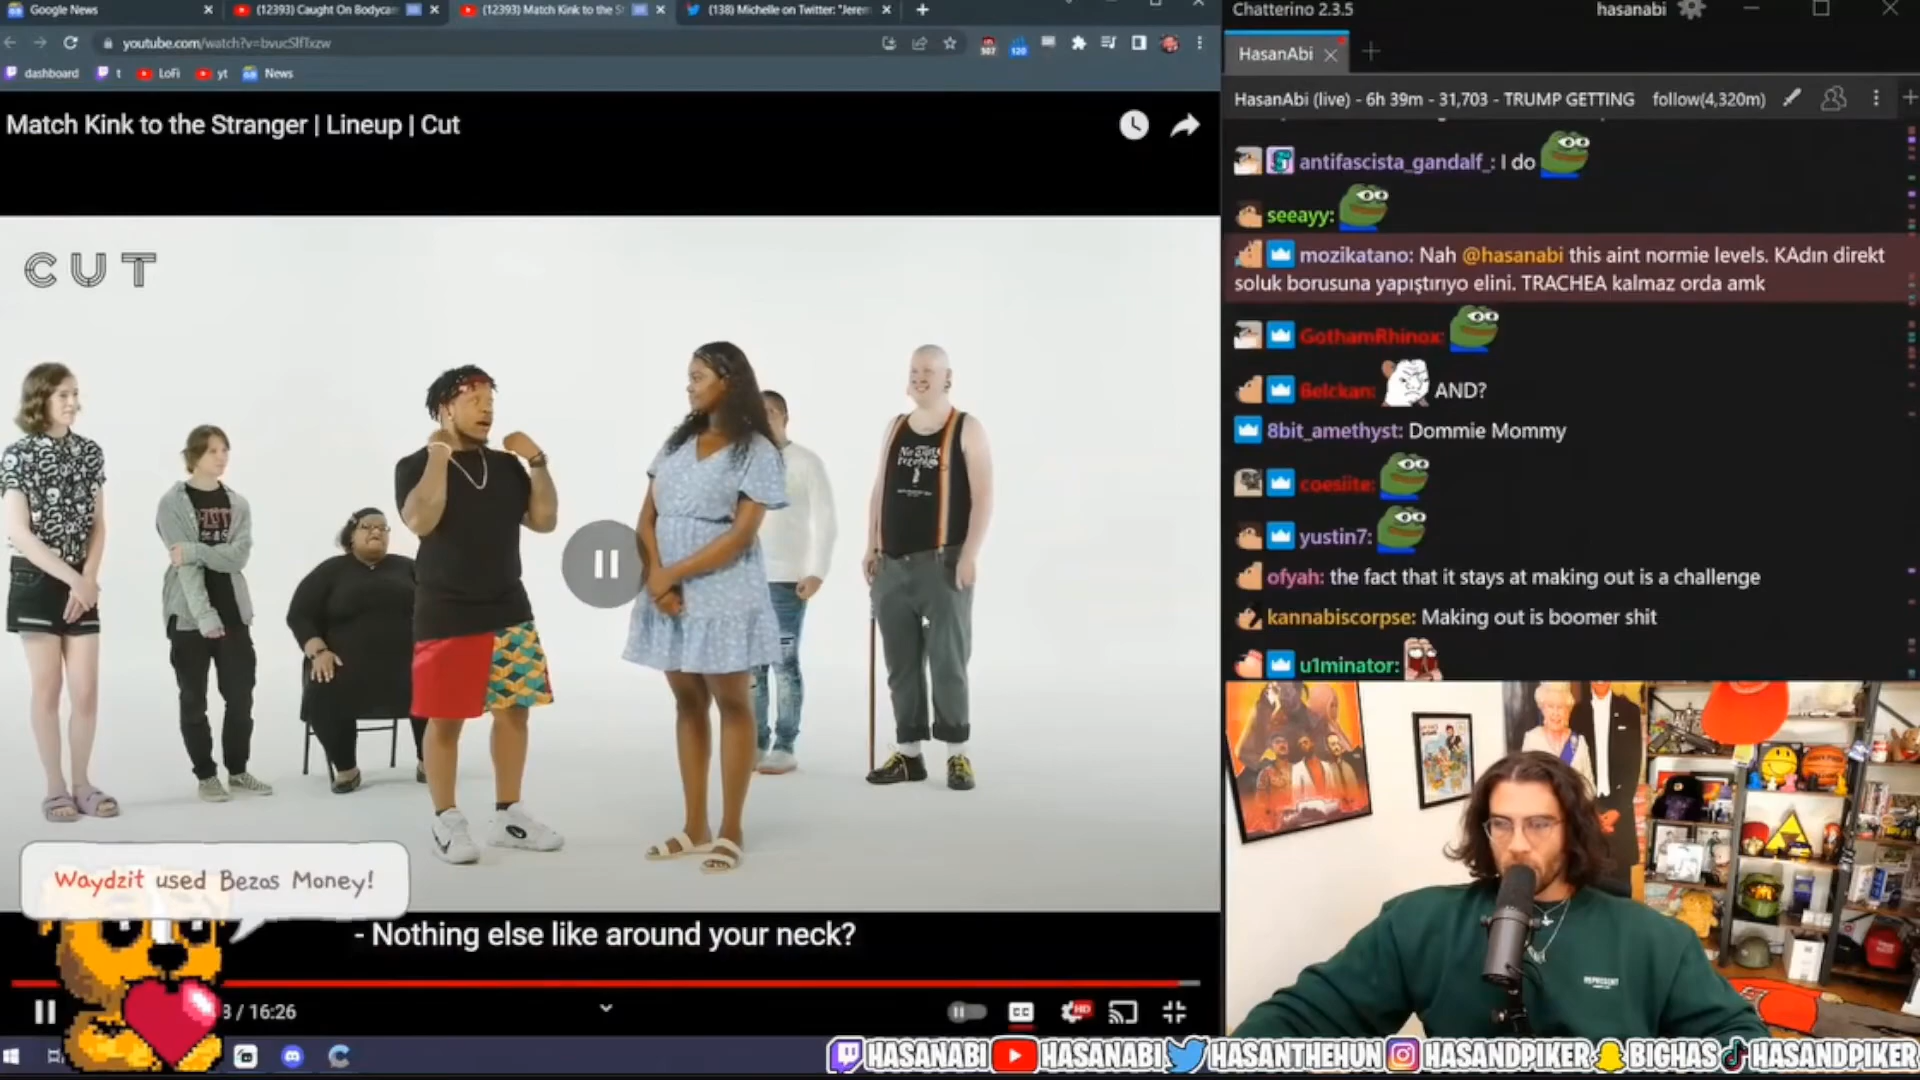 Google News
(12393) Caught On Bodycam
(12393) Match Kink to the St
(138) Michelle on Twitter: "Jerem
youtube.com/watch?v=bvucSlfTxzw
507
120
dashboard
t
LoFi
yt
News
Match Kink to the Stranger | Lineup | Cut
CUT
Waydzit used Bezos Money!
- Nothing else like around your neck?
/ 16:26
CC
HD
Chatterino 2.3.5
hasanabi
HasanAbi
HasanAbi (live) - 6h 39m - 31,703 - TRUMP GETTING
follow(4,320m)
antifascista_gandalf_: I do
seeayy:
mozikatano: Nah @hasanabi this aint normie levels. KAdın direkt
soluk borusuna yapıştırıyo elini. TRACHEA kalmaz orda amk
GothamRhinox:
Belckan: AND?
8bit_amethyst: Dommie Mommy
coesiite:
yustin7:
ofyah: the fact that it stays at making out is a challenge
kannabiscorpse: Making out is boomer shit
u1minator:
REPRESENT
HASANABI
HASANABI
HASANTHEHUN
HASANDPIKER
BIGHAS
HASANDPIKER